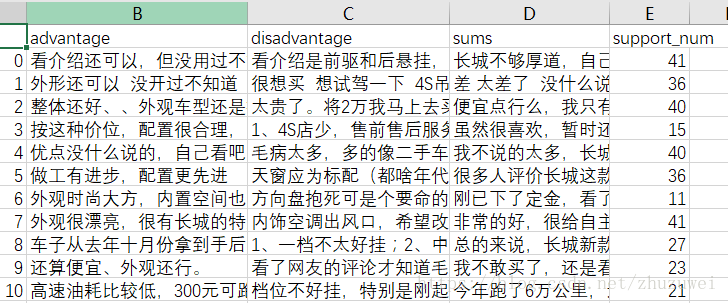 B C D E
advantage disadvantage sums support_num
0 看介绍还可以，但没用过不 看介绍是前驱和后悬挂， 长城不够厚道，自己 41
1 外形还可以 没开过不知道 很想买 想试驾一下 4S吊 差 太差了 没什么说 36
2 整体还好、、外观车型还是 太贵了。将2万我马上去买 便宜点行么，我只有 40
3 按这种价位，配置很合理， 1、4S店少，售前售后服务 虽然很喜欢，暂时还 15
4 优点没什么说的，自己看吧 毛病太多，多的像二手车 我不说的太多，长城 40
5 做工有进步，配置更先进 天窗应为标配（都啥年代 很多人评价长城这款 36
6 外观时尚大方，内置空间也 方向盘抱死可是个要命的 刚已下了定金，看了 11
7 外观很漂亮，很有长城的特 内饰空调出风口，希望改 非常的好，很给自主 41
8 车子从去年十月份拿到手后 1、一档不太好挂；2、中 总的来说，长城新款 27
9 还算便宜、外观还行。 看了网友的评论才知道毛 我不敢买了，还是看 23
10 高速油耗比较低，300元可跑 档位不好挂，特别是刚起 今年跑了6万公里， 21